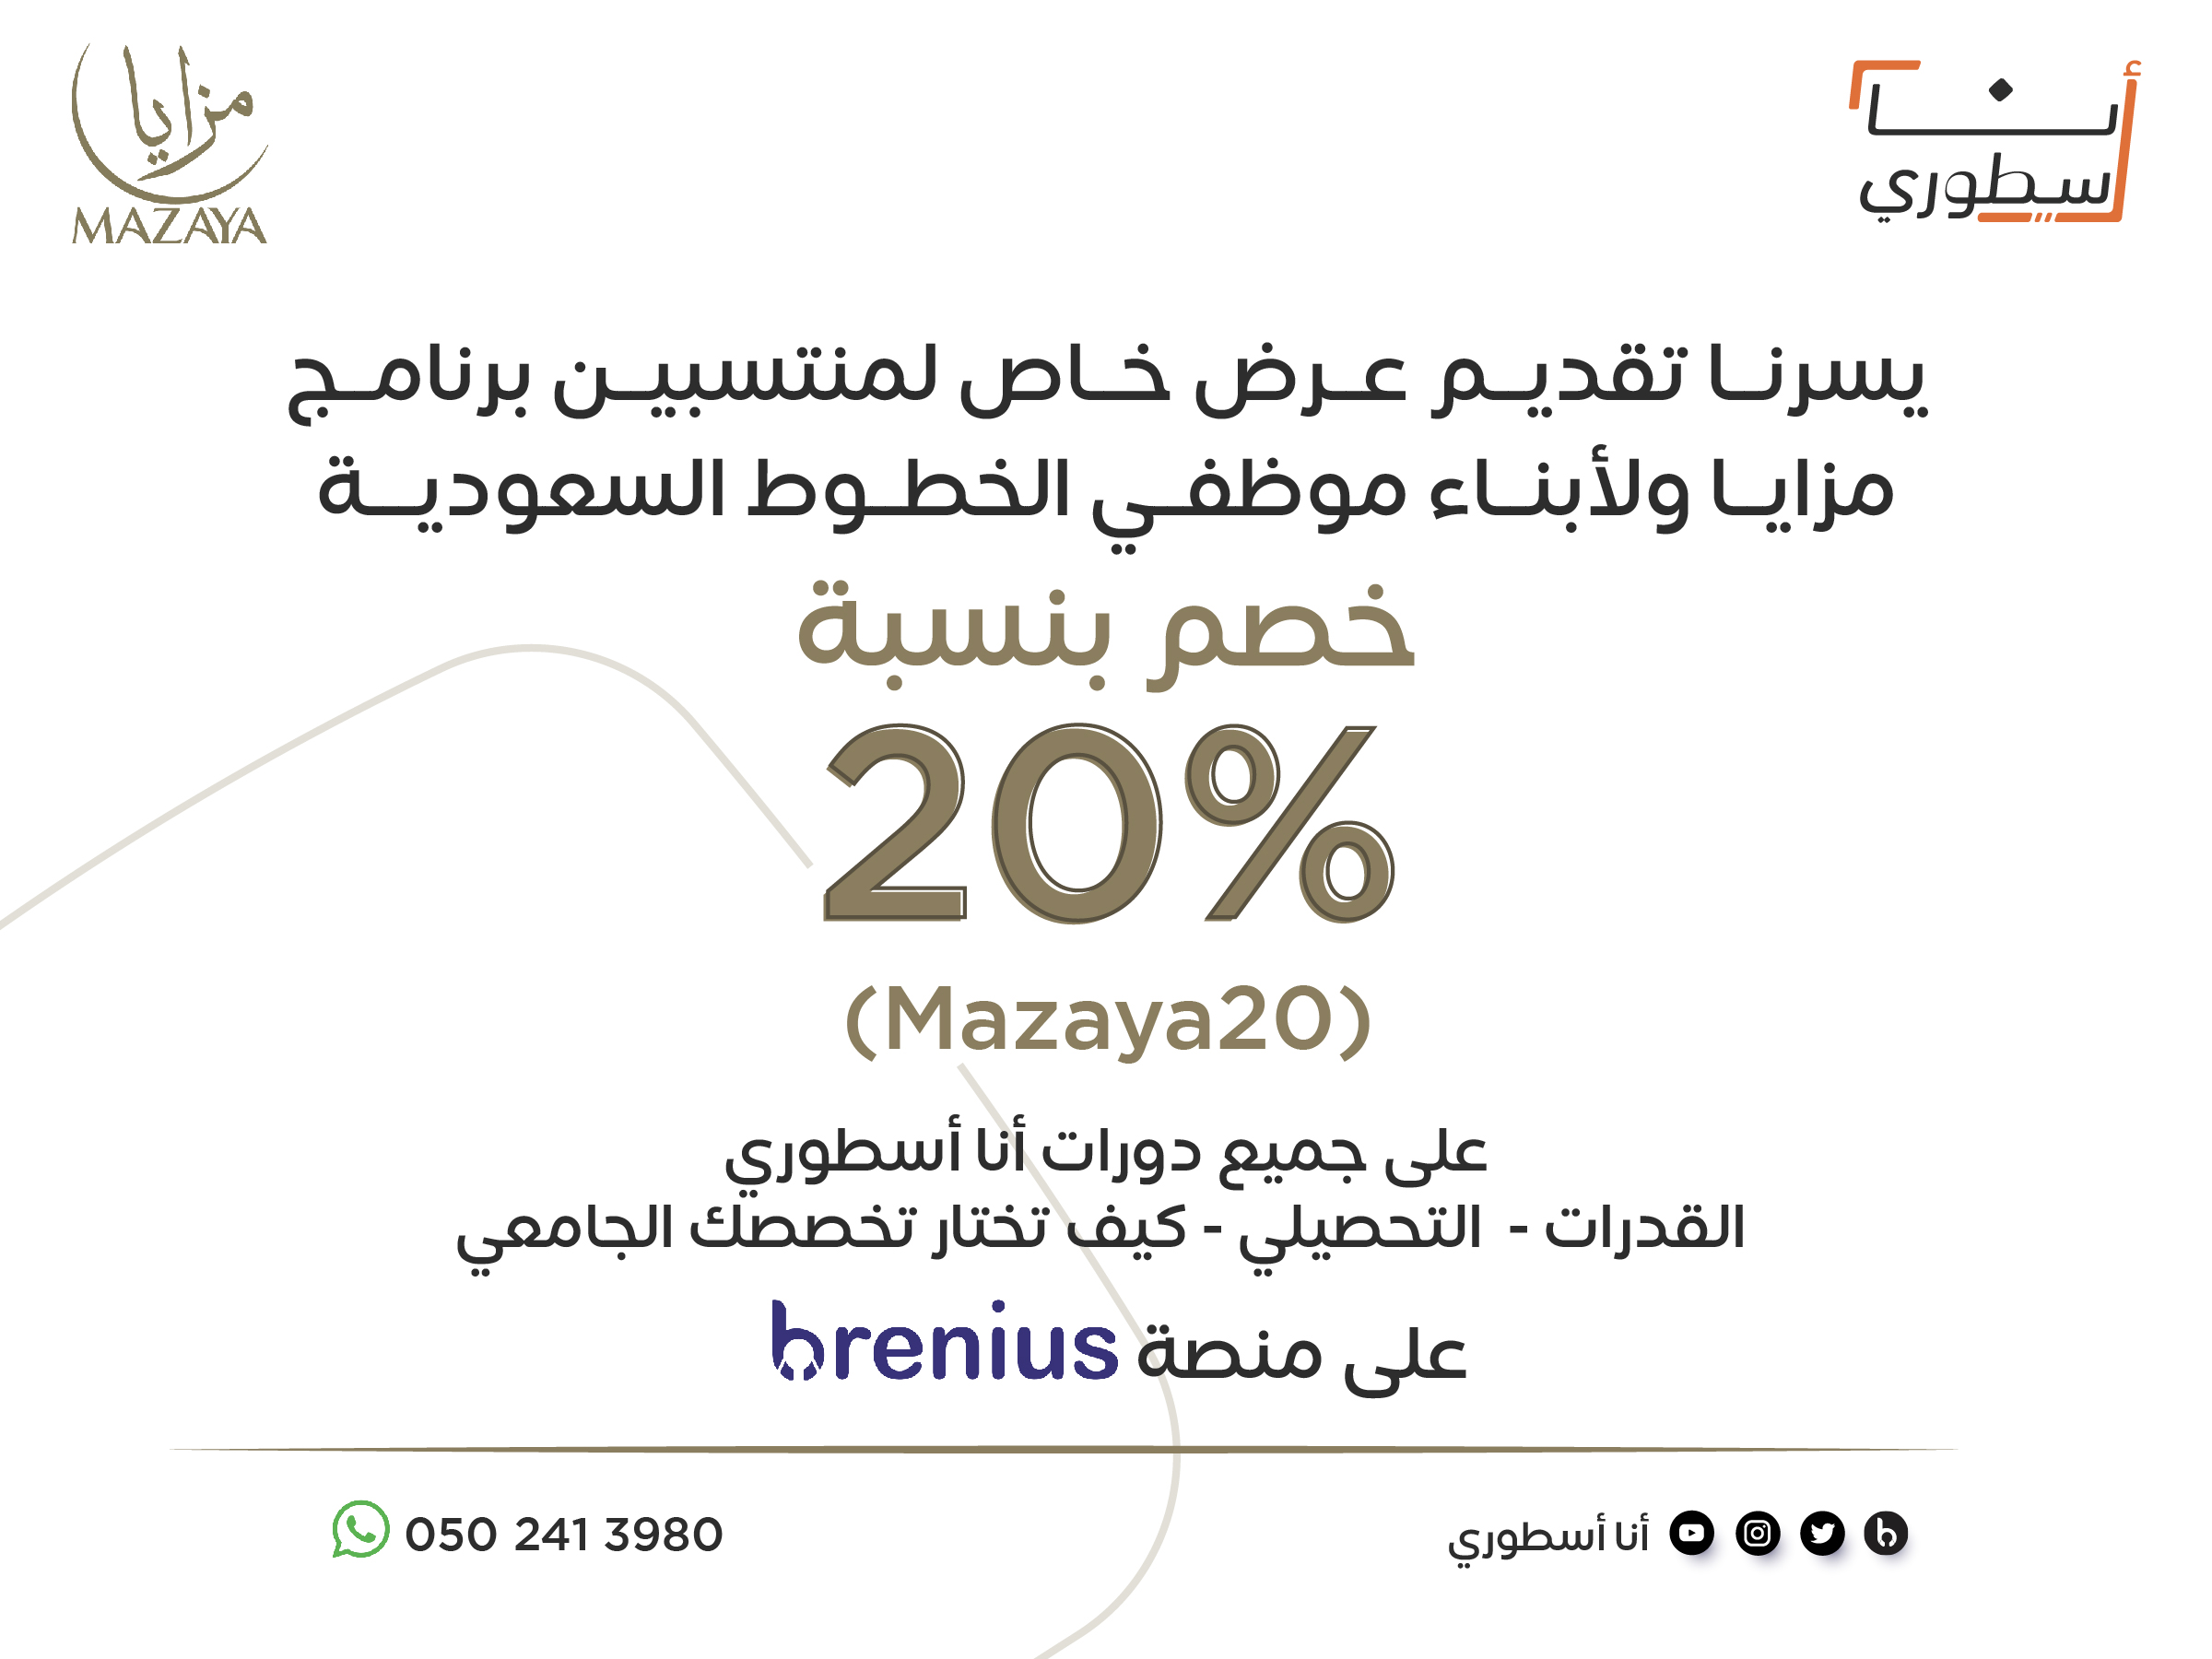 أنا
أسطوري
مزايا
MAZAYA
يسرنا تقديم عرض خاص لمنتسبين برنامج
مزايا ولأبناء موظفي الخطوط السعودية
خصم بنسبة
20%
(Mazaya20)
على جميع دورات أنا أسطوري
القدرات - التحصيلي - كيف تختار تخصصك الجامعي
على منصة brenius
أنا أسطوري
050 241 3980